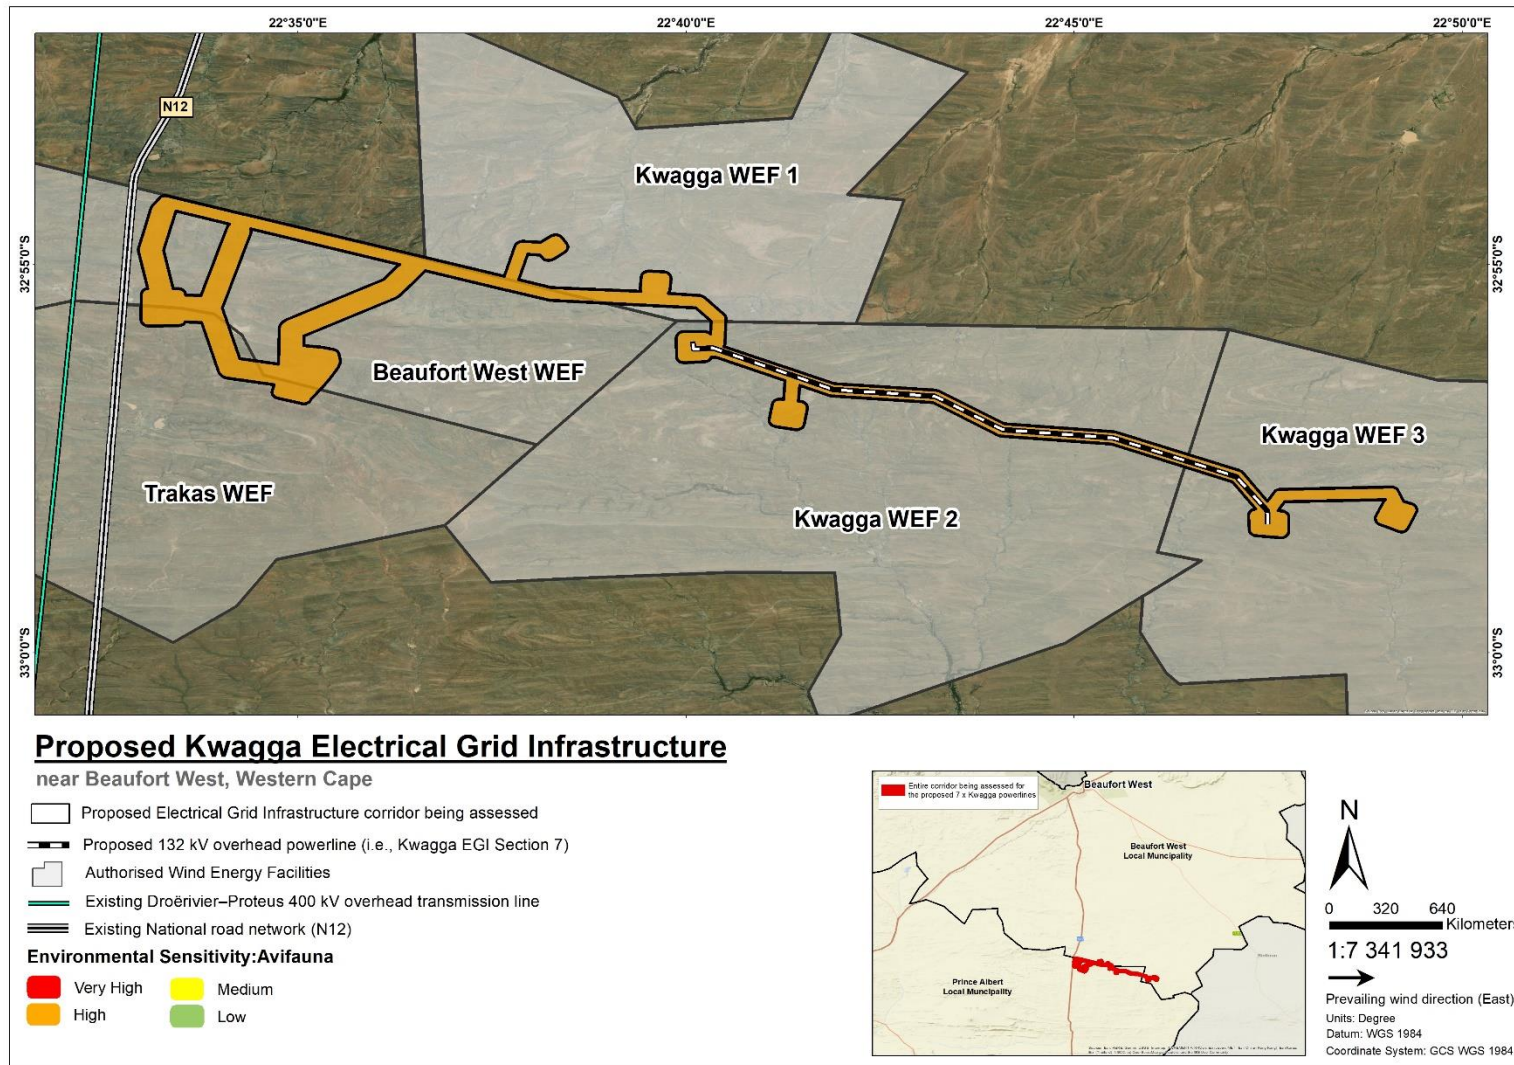 22°35'0"E
22°40'0"E
22°45'0"E
22°50'0"E
N12
Kwagga WEF 1
32°55'0"S
32°55'0"S
Beaufort West WEF
Kwagga WEF 3
Trakas WEF
Kwagga WEF 2
33°0'0"S
33°0'0"S
Proposed Kwagga Electrical Grid Infrastructure
near Beaufort West, Western Cape
Proposed Electrical Grid Infrastructure corridor being assessed
Proposed 132 kV overhead powerline (i.e., Kwagga EGI Section 7)
Authorised Wind Energy Facilities
Existing Droërivier–Proteus 400 kV overhead transmission line
Existing National road network (N12)
Environmental Sensitivity:Avifauna
Very High
Medium
High
Low
Entire corridor being assessed for
the proposed 7 x Kwagga powerlines
Beaufort West
Beaufort West
Local Muncipality
Prince Albert
Local Muncipality
N
0 320 640
Kilometers
1:7 341 933
Prevailing wind direction (East)
Units: Degree
Datum: WGS 1984
Coordinate System: GCS WGS 1984